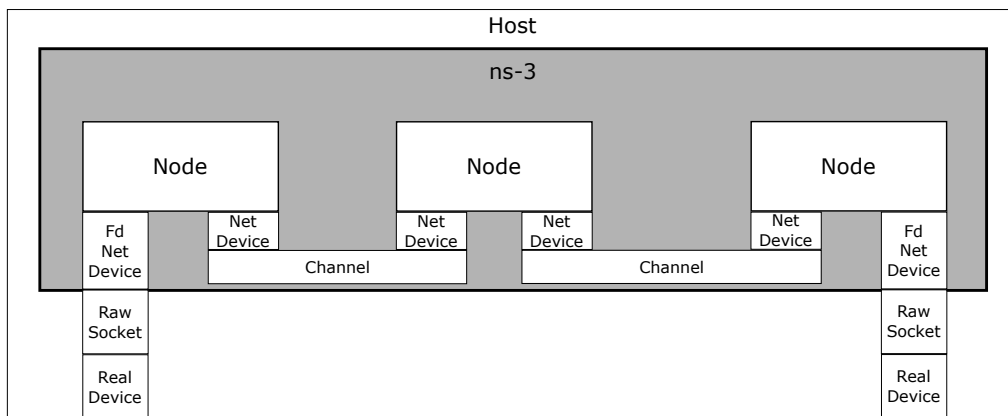 Host
ns-3
Node
Node
Node
Fd
Net
Device
Net
Device
Net
Device
Net
Device
Net
Device
Fd
Net
Device
Channel
Channel
Raw
Socket
Raw
Socket
Real
Device
Real
Device